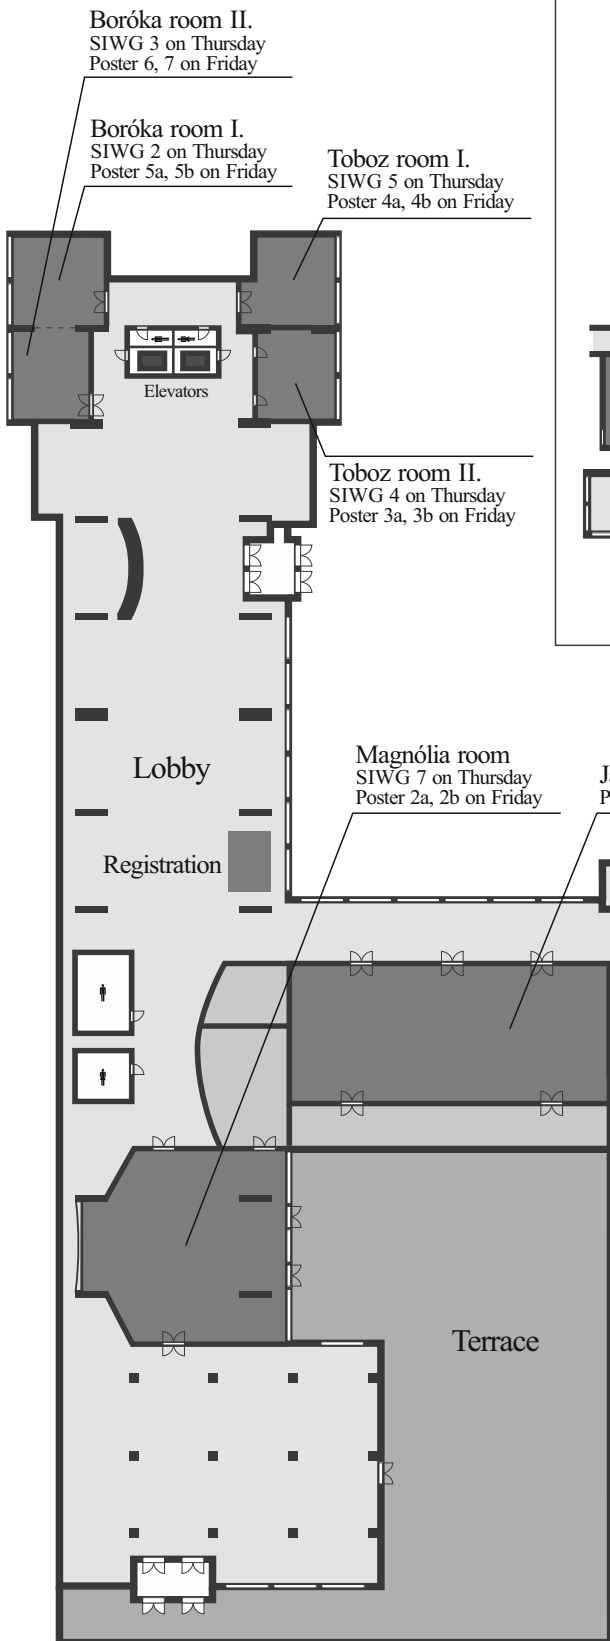 Boróka room II.
SIWG 3 on Thursday
Poster 6, 7 on Friday
Boróka room I.
SIWG 2 on Thursday
Poster 5a, 5b on Friday
Toboz room I.
SIWG 5 on Thursday
Poster 4a, 4b on Friday
Elevators
Toboz room II.
SIWG 4 on Thursday
Poster 3a, 3b on Friday
Lobby
Magnólia room
SIWG 7 on Thursday
Poster 2a, 2b on Friday
Registration
Terrace